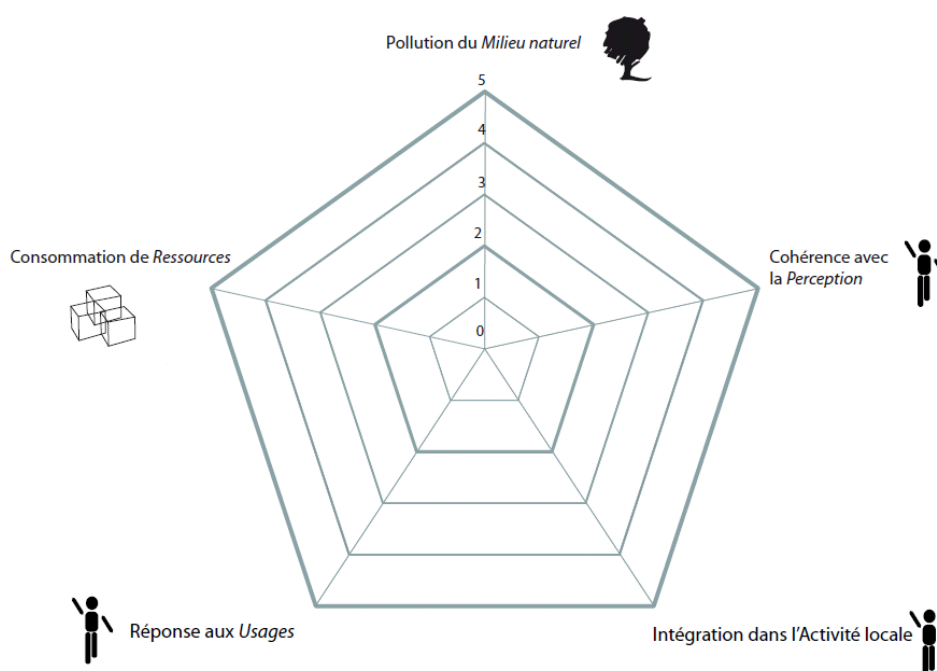 Pollution du Milieu naturel
5
4
3
2
1
0
Consommation de Ressources
Cohérence avec
la Perception
Réponse aux Usages
Intégration dans l'Activité locale